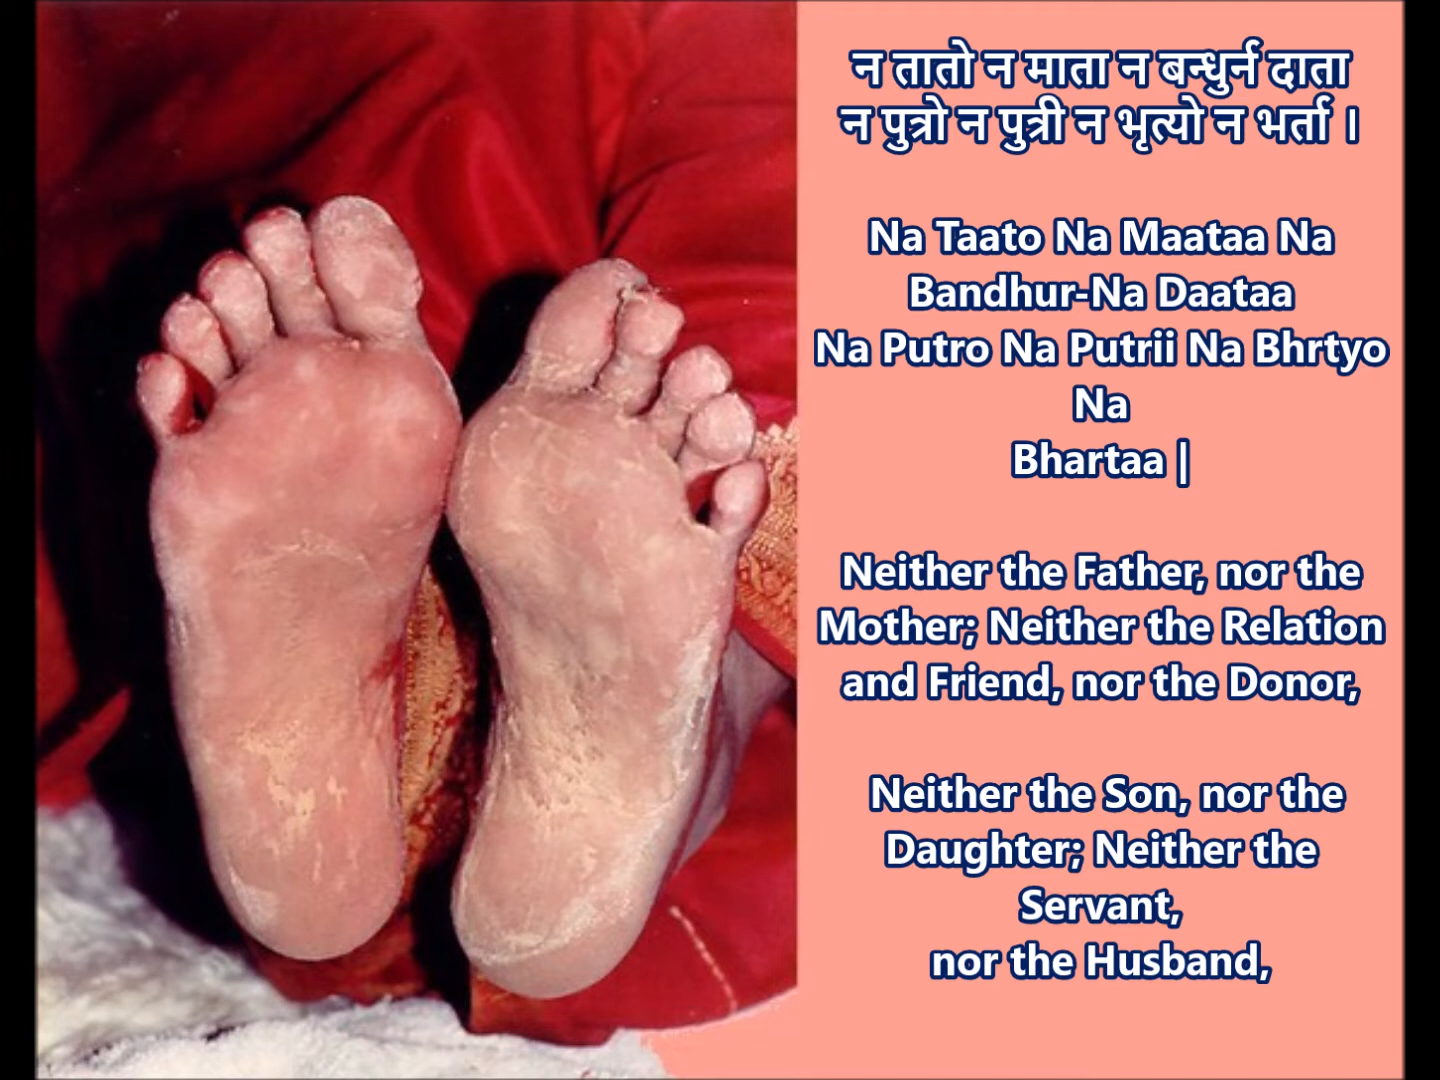 न तातो न माता न बन्धुर्न दाता
न पुत्रो न पुत्री न भृत्यो न भर्ता ।
Na Taato Na Maataa Na
Bandhur-Na Daataa
Na Putro Na Putrii Na Bhrtyo
Na
Bhartaa |
Neither the Father, nor the
Mother; Neither the Relation
and Friend, nor the Donor,
Neither the Son, nor the
Daughter; Neither the
Servant,
nor the Husband,